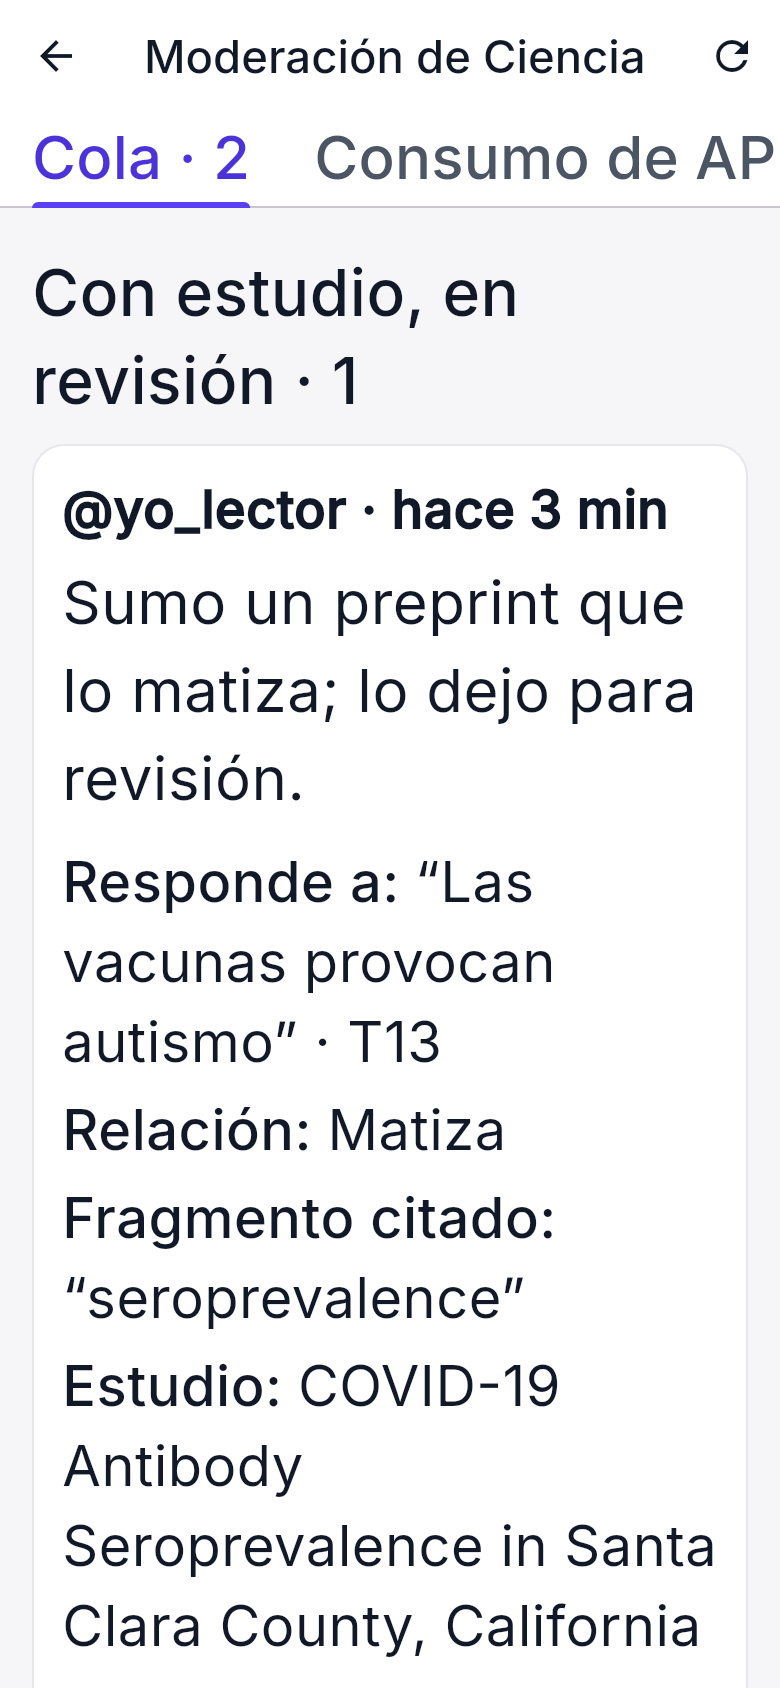 Moderación de Ciencia
Cola · 2
Consumo de AP
Con estudio, en
revisión · 1
@yo_lector · hace 3 min
Sumo un preprint que
lo matiza; lo dejo para
revisión.
Responde a: “Las
vacunas provocan
autismo” · T13
Relación: Matiza
Fragmento citado:
“seroprevalence”
Estudio: COVID-19
Antibody
Seroprevalence in Santa
Clara County, California